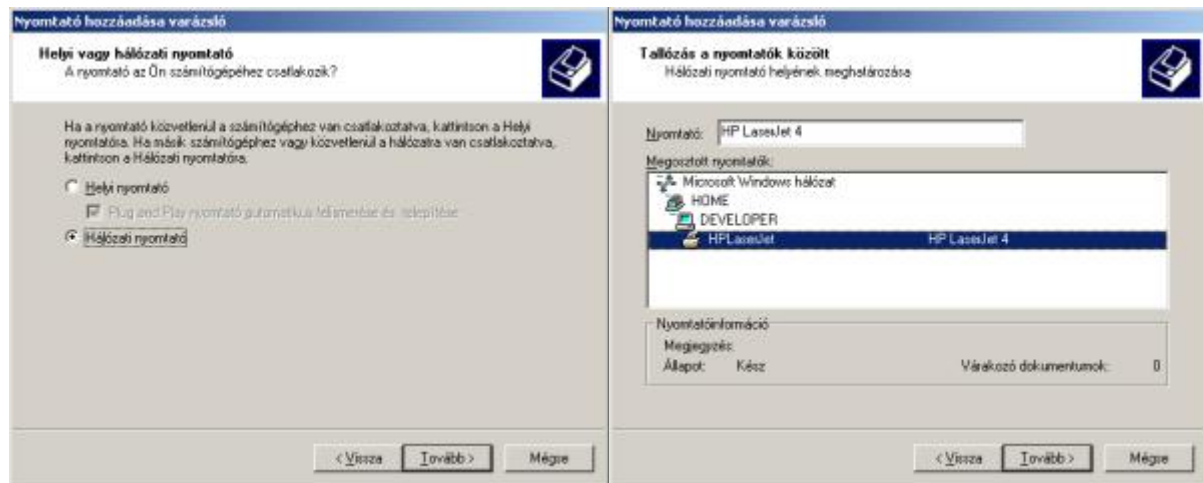 Nyomtató hozzáadása varázsló
Helyi vagy hálózati nyomtató
A nyomtató az Ön számítógépéhez csatlakozik?
Ha a nyomtató közvetlenül a számítógéphez van csatlakoztatva, kattintson a Helyi
nyomtatóra. Ha másik számítógéphez vagy közvetlenül a hálózatra van csatlakoztatva,
kattintson a Hálózati nyomtatóra.
Helyi nyomtató
Plug and Play nyomtató automatikus felismerése és telepítése
Hálózati nyomtató
< Vissza
Tovább >
Mégse
Nyomtató hozzáadása varázsló
Tallózás a nyomtatók között
Hálózati nyomtató helyének meghatározása
Nyomtató: HP LaserJet 4
Megosztott nyomtatók:
Microsoft Windows hálózat
HOME
DEVELOPER
HPLaserJet HP LaserJet 4
Nyomtatóinformáció
Megjegyzés:
Állapot: Kész Várakozó dokumentumok: 0
< Vissza
Tovább >
Mégse